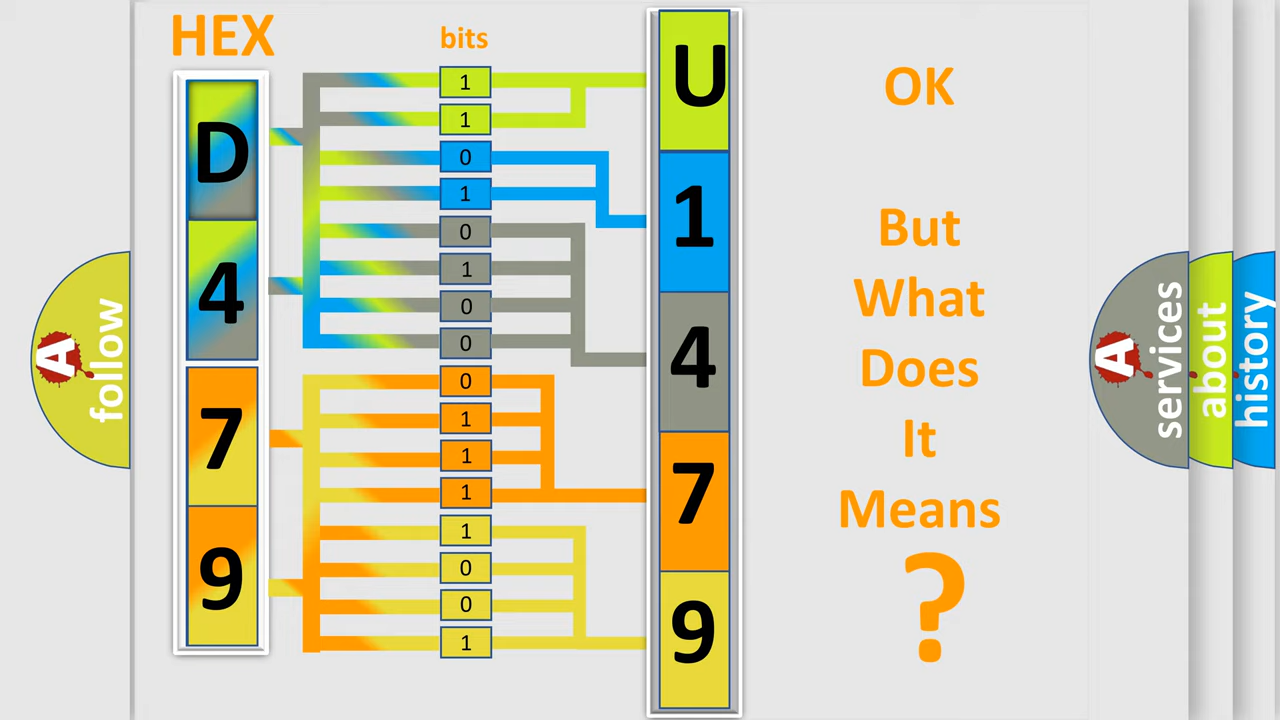 HEX
bits
D
4
7
9
1
1
0
1
0
1
0
0
0
1
1
1
1
0
0
1
U
1
4
7
9
OK
But
What
Does
It
Means
?
A
follow
A
services
about
history